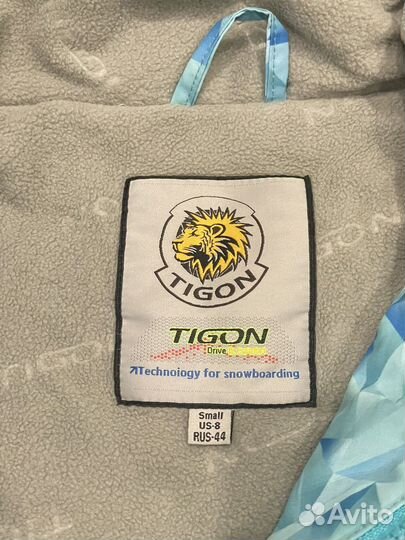 TIGON
TIGON
Drive
Technology for snowboarding
Small
US-8
RUS-44
Avito